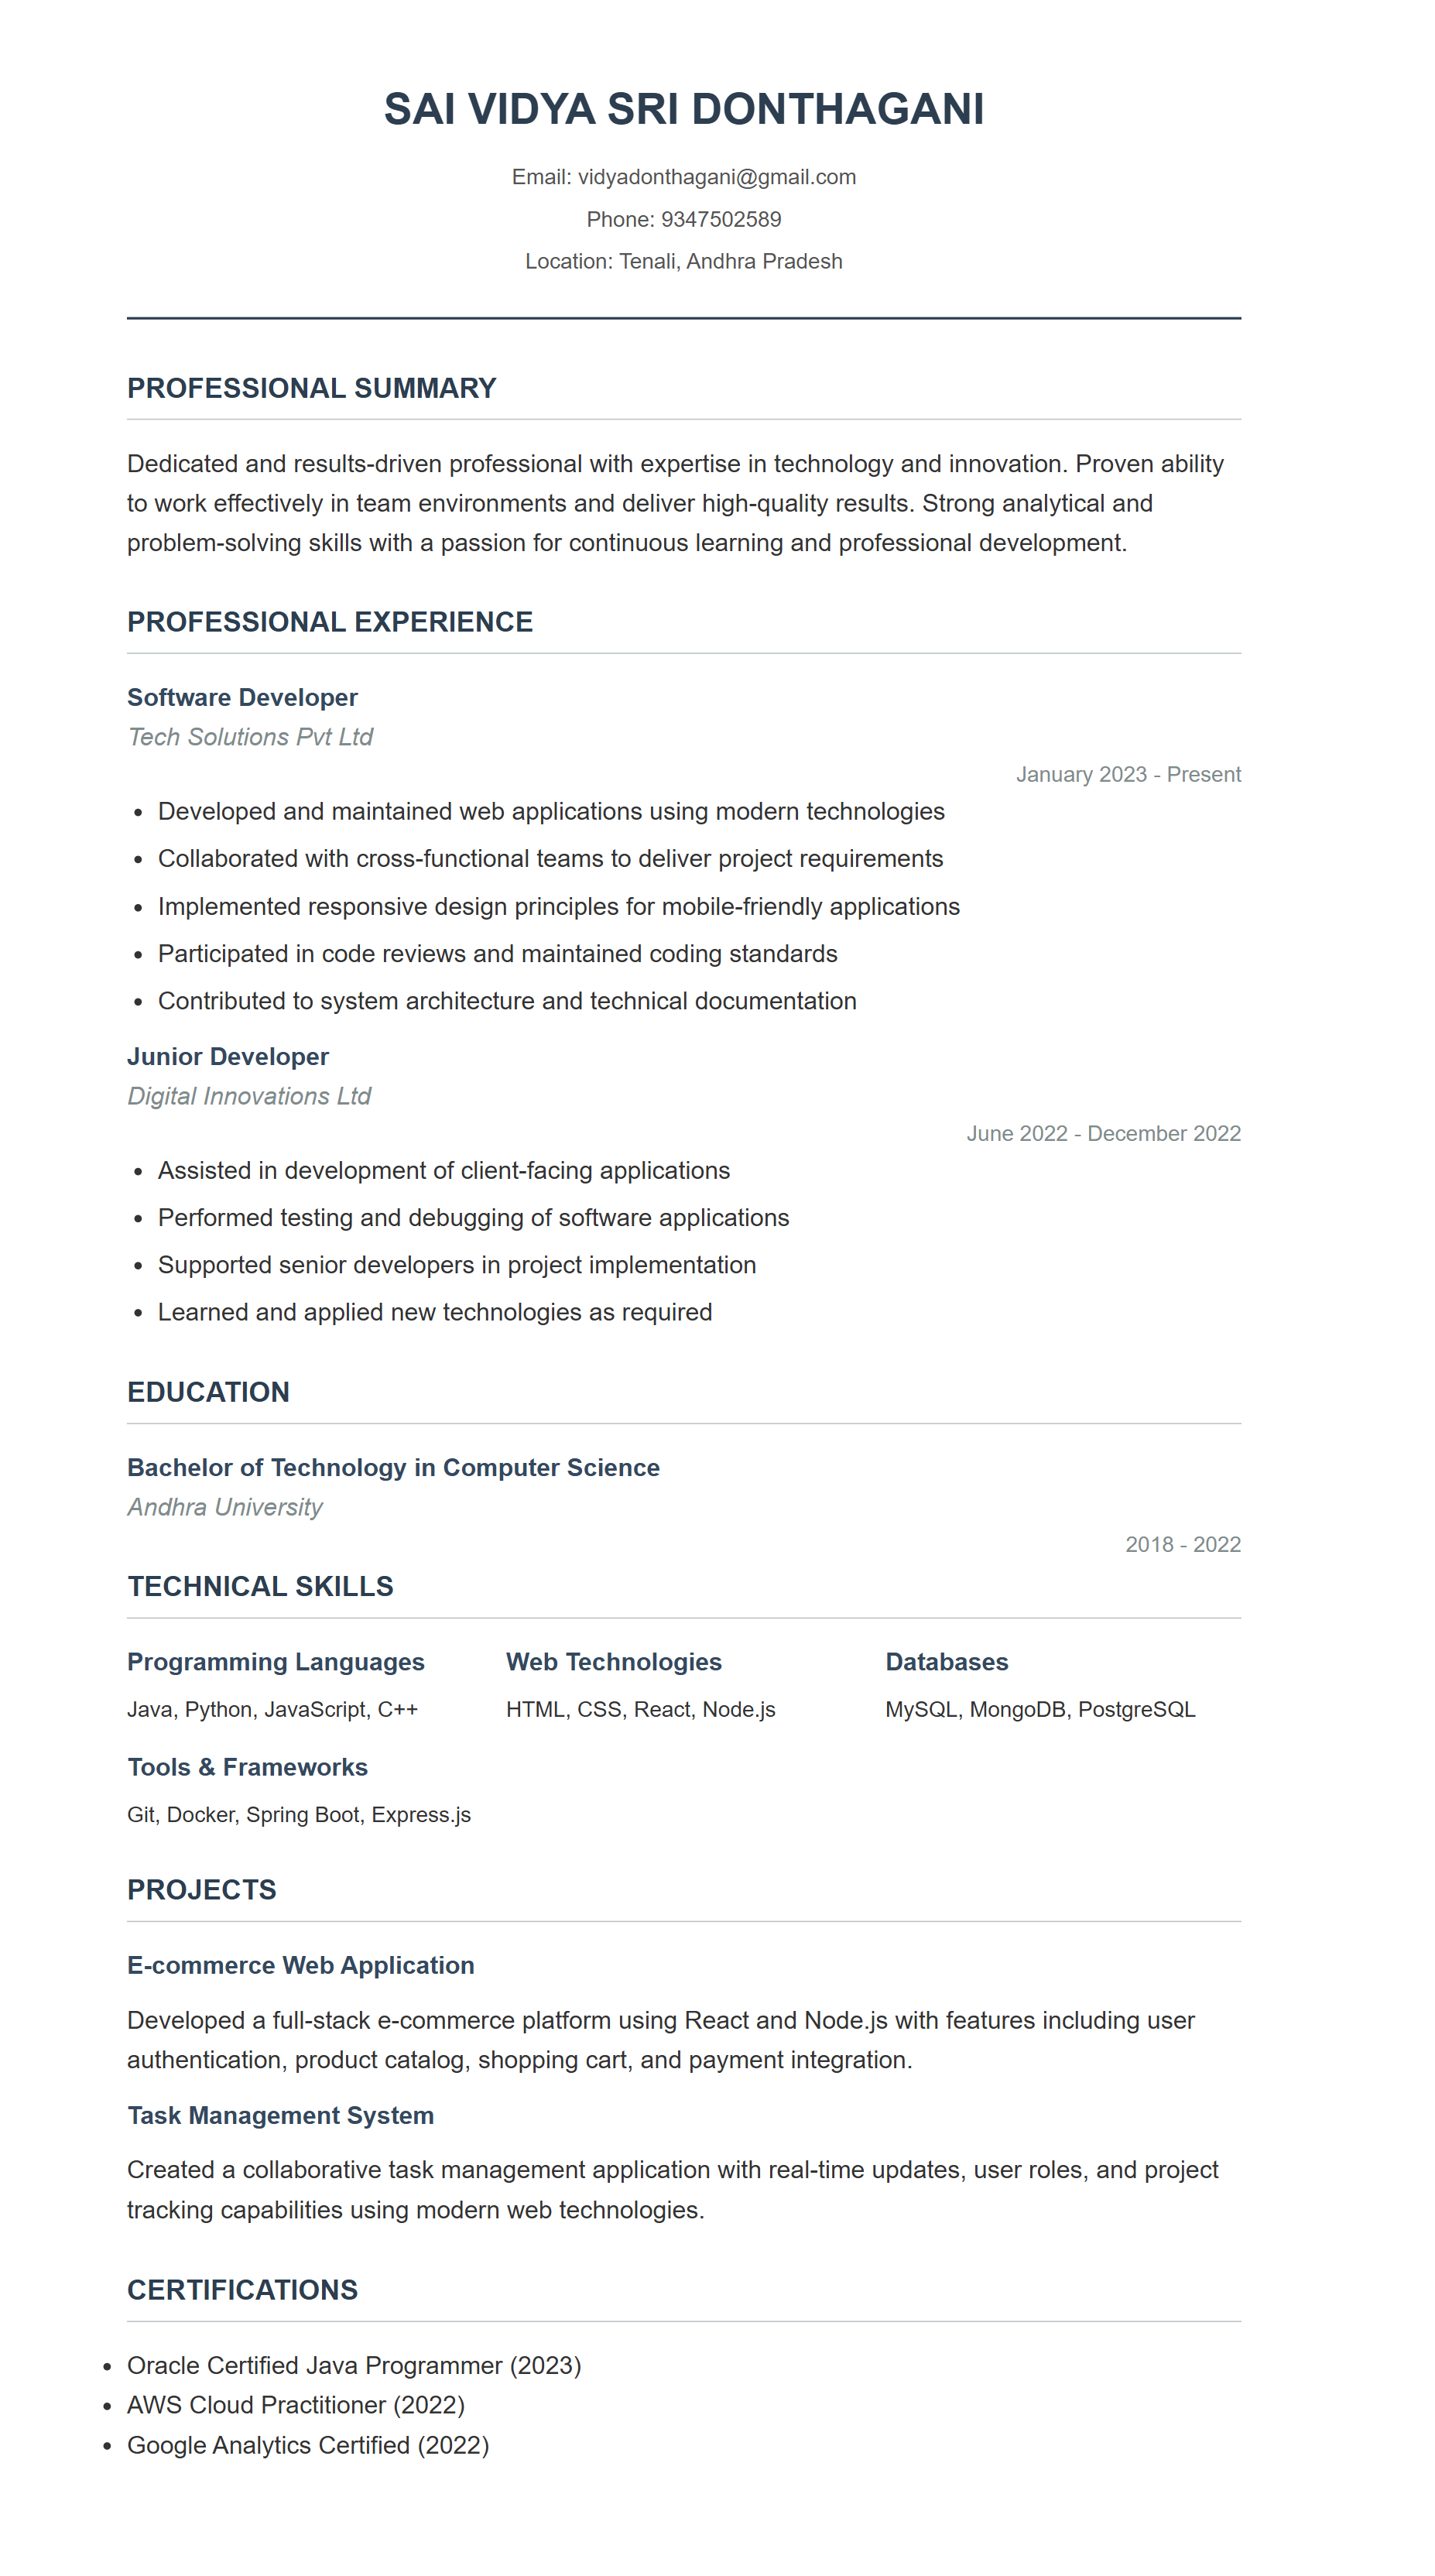 SAI VIDYA SRI DONTHAGANI
Email: vidyadonthagani@gmail.com
Phone: 9347502589
Location: Tenali, Andhra Pradesh
PROFESSIONAL SUMMARY
Dedicated and results-driven professional with expertise in technology and innovation. Proven ability
to work effectively in team environments and deliver high-quality results. Strong analytical and
problem-solving skills with a passion for continuous learning and professional development.
PROFESSIONAL EXPERIENCE
Software Developer
Tech Solutions Pvt Ltd
January 2023 - Present
• Developed and maintained web applications using modern technologies
• Collaborated with cross-functional teams to deliver project requirements
• Implemented responsive design principles for mobile-friendly applications
• Participated in code reviews and maintained coding standards
• Contributed to system architecture and technical documentation
Junior Developer
Digital Innovations Ltd
June 2022 - December 2022
• Assisted in development of client-facing applications
• Performed testing and debugging of software applications
• Supported senior developers in project implementation
• Learned and applied new technologies as required
EDUCATION
Bachelor of Technology in Computer Science
Andhra University
2018 - 2022
TECHNICAL SKILLS
Programming Languages
Java, Python, JavaScript, C++
Web Technologies
HTML, CSS, React, Node.js
Databases
MySQL, MongoDB, PostgreSQL
Tools & Frameworks
Git, Docker, Spring Boot, Express.js
PROJECTS
E-commerce Web Application
Developed a full-stack e-commerce platform using React and Node.js with features including user
authentication, product catalog, shopping cart, and payment integration.
Task Management System
Created a collaborative task management application with real-time updates, user roles, and project
tracking capabilities using modern web technologies.
CERTIFICATIONS
• Oracle Certified Java Programmer (2023)
• AWS Cloud Practitioner (2022)
• Google Analytics Certified (2022)